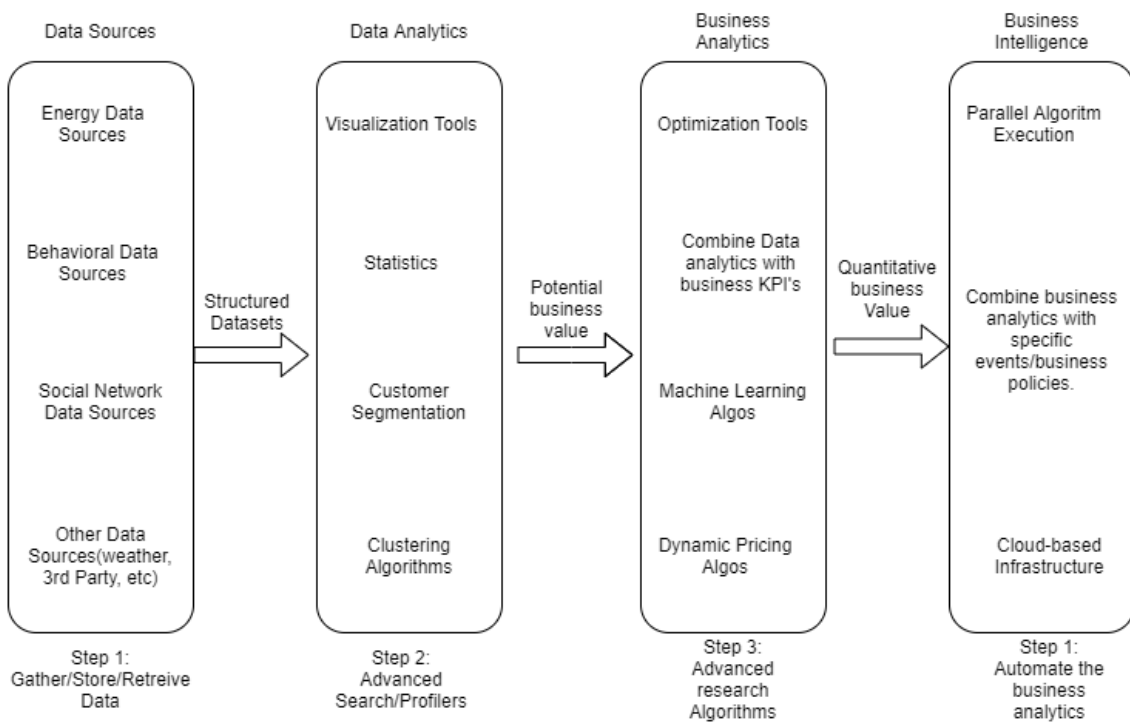 Data Sources
Data Analytics
Business
Analytics
Business
Intelligence
Energy Data
Sources
Behavioral Data
Sources
Social Network
Data Sources
Other Data
Sources(weather,
3rd Party, etc)
Step 1:
Gather/Store/Retreive
Data
Structured
Datasets
Visualization Tools
Statistics
Customer
Segmentation
Clustering
Algorithms
Step 2:
Advanced
Search/Profilers
Potential
business
value
Optimization Tools
Combine Data
analytics with
business KPI's
Machine Learning
Algos
Dynamic Pricing
Algos
Step 3:
Advanced
research
Algorithms
Quantitative
business
Value
Parallel Algoritm
Execution
Combine business
analytics with
specific
events/business
policies.
Cloud-based
Infrastructure
Step 1:
Automate the
business
analytics